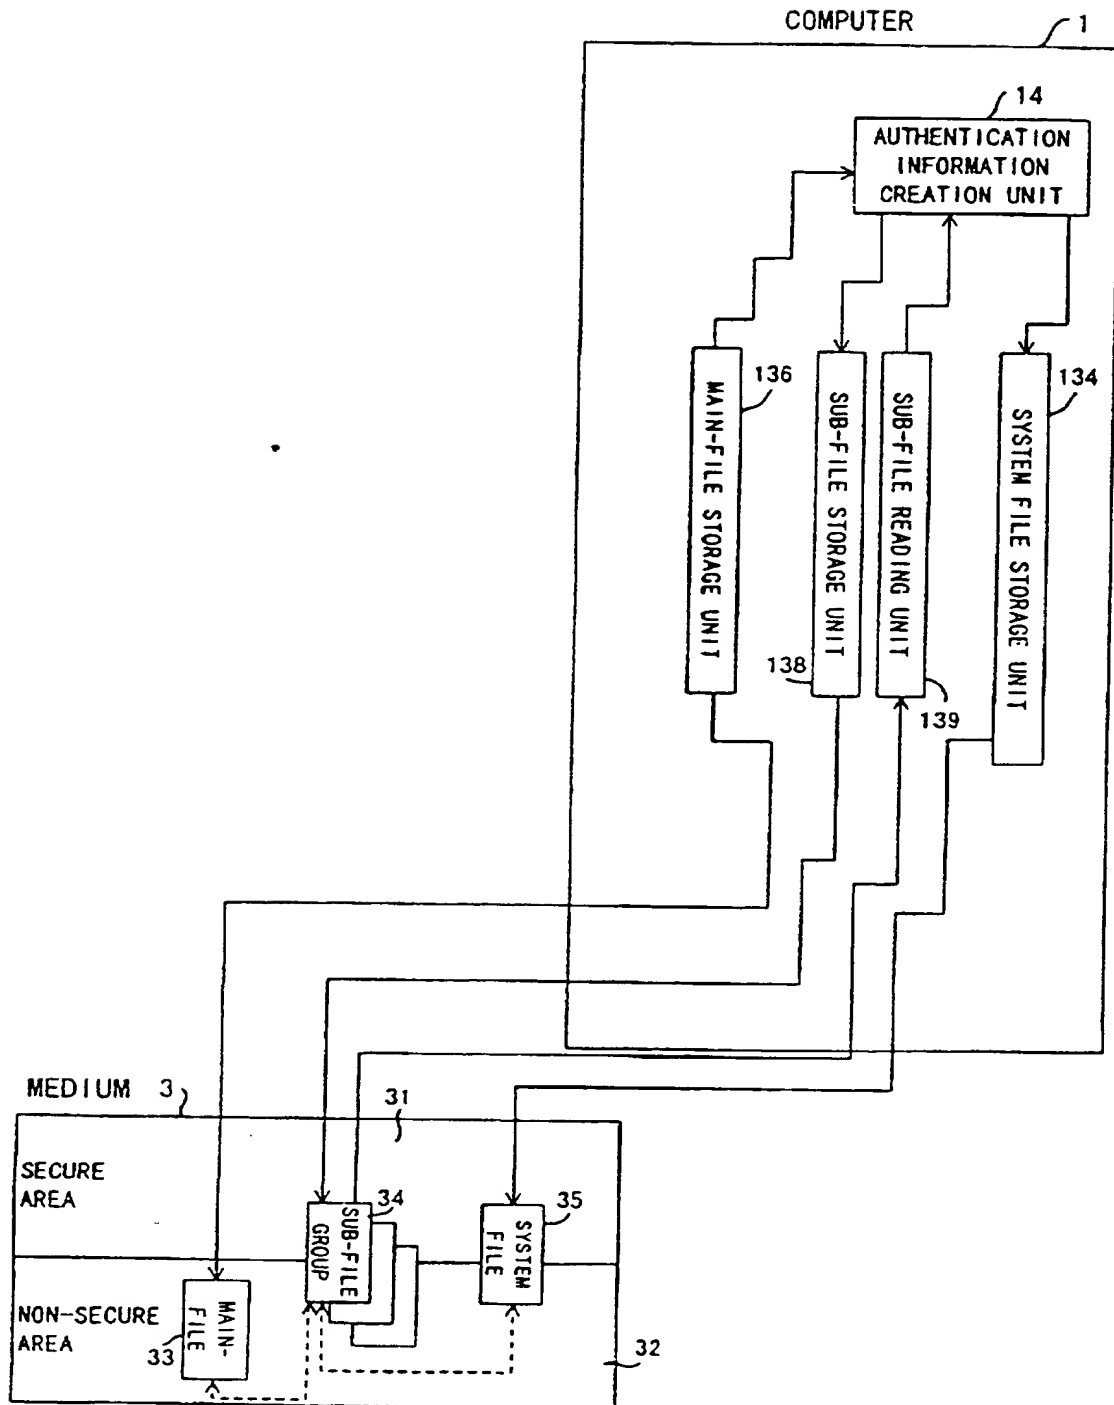 COMPUTER
1
14
AUTHENTICATION
INFORMATION
CREATION UNIT
136
MAIN-FILE STORAGE UNIT
SUB-FILE STORAGE UNIT
138
SUB-FILE READING UNIT
139
134
SYSTEM FILE STORAGE UNIT
MEDIUM 3
31
SECURE
AREA
34
SUB-FILE
GROUP
35
SYSTEM
FILE
NON-SECURE
AREA
MAIN-
FILE
33
32